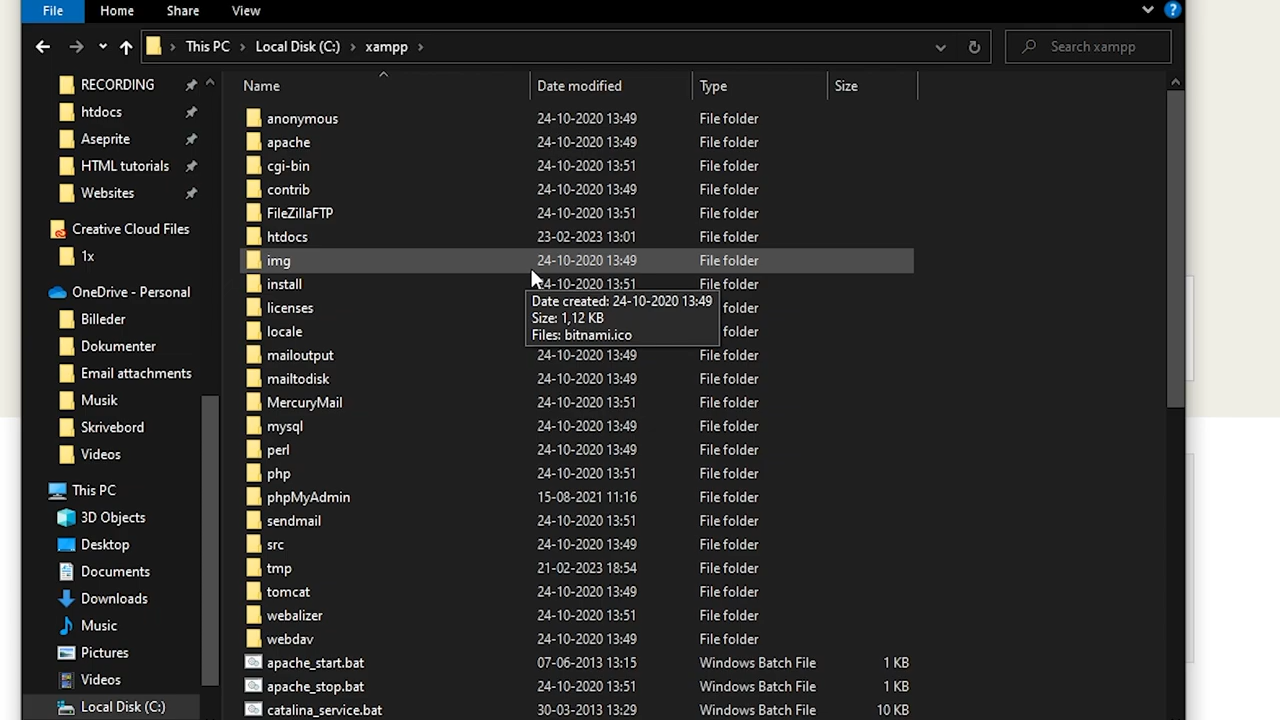 File Home Share View
This PC Local Disk (C:) xampp Search xampp
Name Date modified Type Size
RECORDING
htdocs
Aseprite
HTML tutorials
Websites
Creative Cloud Files
1x
OneDrive - Personal
Billeder
Dokumenter
Email attachments
Musik
Skrivebord
Videos
This PC
3D Objects
Desktop
Documents
Downloads
Music
Pictures
Videos
Local Disk (C:)
anonymous 24-10-2020 13:49 File folder
apache 24-10-2020 13:49 File folder
cgi-bin 24-10-2020 13:51 File folder
contrib 24-10-2020 13:49 File folder
FileZillaFTP 24-10-2020 13:51 File folder
htdocs 23-02-2023 13:01 File folder
img 24-10-2020 13:49 File folder
install 24-10-2020 13:51 File folder
licenses folder
locale folder
Date created: 24-10-2020 13:49
Size: 1,12 KB
Files: bitnami.ico
mailoutput 24-10-2020 13:49 File folder
mailtodisk 24-10-2020 13:49 File folder
MercuryMail 24-10-2020 13:51 File folder
mysql 24-10-2020 13:49 File folder
perl 24-10-2020 13:49 File folder
php 24-10-2020 13:51 File folder
phpMyAdmin 15-08-2021 11:16 File folder
sendmail 24-10-2020 13:51 File folder
src 24-10-2020 13:49 File folder
tmp 21-02-2023 18:54 File folder
tomcat 24-10-2020 13:49 File folder
webalizer 24-10-2020 13:51 File folder
webdav 24-10-2020 13:49 File folder
apache_start.bat 07-06-2013 13:15 Windows Batch File 1 KB
apache_stop.bat 24-10-2020 13:51 Windows Batch File 1 KB
catalina_service.bat 30-03-2013 13:29 Windows Batch File 10 KB